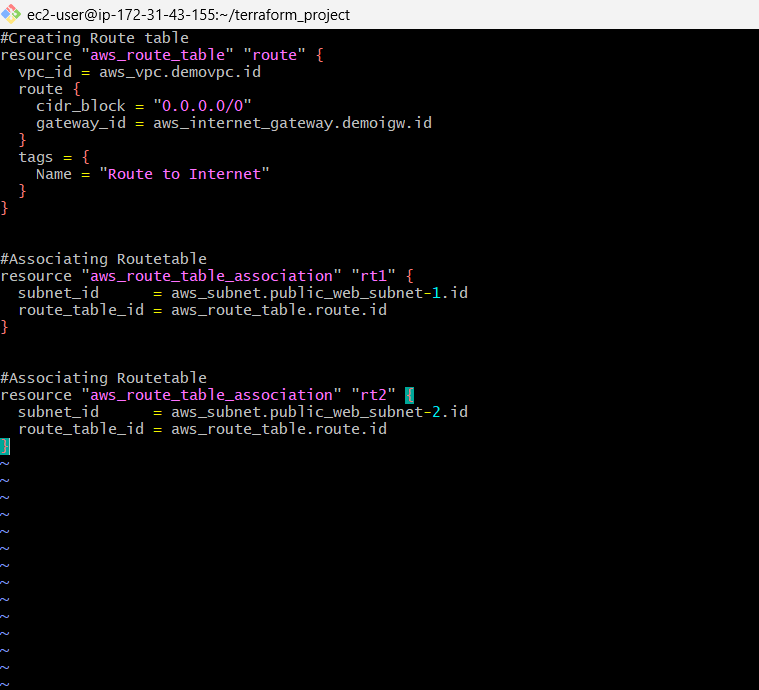 ec2-user@ip-172-31-43-155:~/terraform_project
#Creating Route table
resource "aws_route_table" "route" {
  vpc_id = aws_vpc.demovpc.id
  route {
    cidr_block = "0.0.0.0/0"
    gateway_id = aws_internet_gateway.demoigw.id
  }
  tags = {
    Name = "Route to Internet"
  }
}
#Associating Routetable
resource "aws_route_table_association" "rt1" {
  subnet_id      = aws_subnet.public_web_subnet-1.id
  route_table_id = aws_route_table.route.id
}
#Associating Routetable
resource "aws_route_table_association" "rt2" {
  subnet_id      = aws_subnet.public_web_subnet-2.id
  route_table_id = aws_route_table.route.id
}
~
~
~
~
~
~
~
~
~
~
~
~
~
~